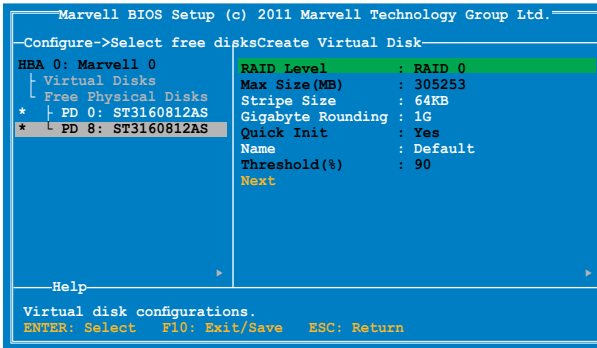 Marvell BIOS Setup (c) 2011 Marvell Technology Group Ltd.
Configure->Select free disksCreate Virtual Disk
HBA 0: Marvell 0
Virtual Disks
Free Physical Disks
* PD 0: ST3160812AS
* PD 8: ST3160812AS
RAID Level : RAID 0
Max Size(MB) : 305253
Stripe Size : 64KB
Gigabyte Rounding : 1G
Quick Init : Yes
Name : Default
Threshold(%) : 90
Next
Help
Virtual disk configurations.
ENTER: Select F10: Exit/Save ESC: Return